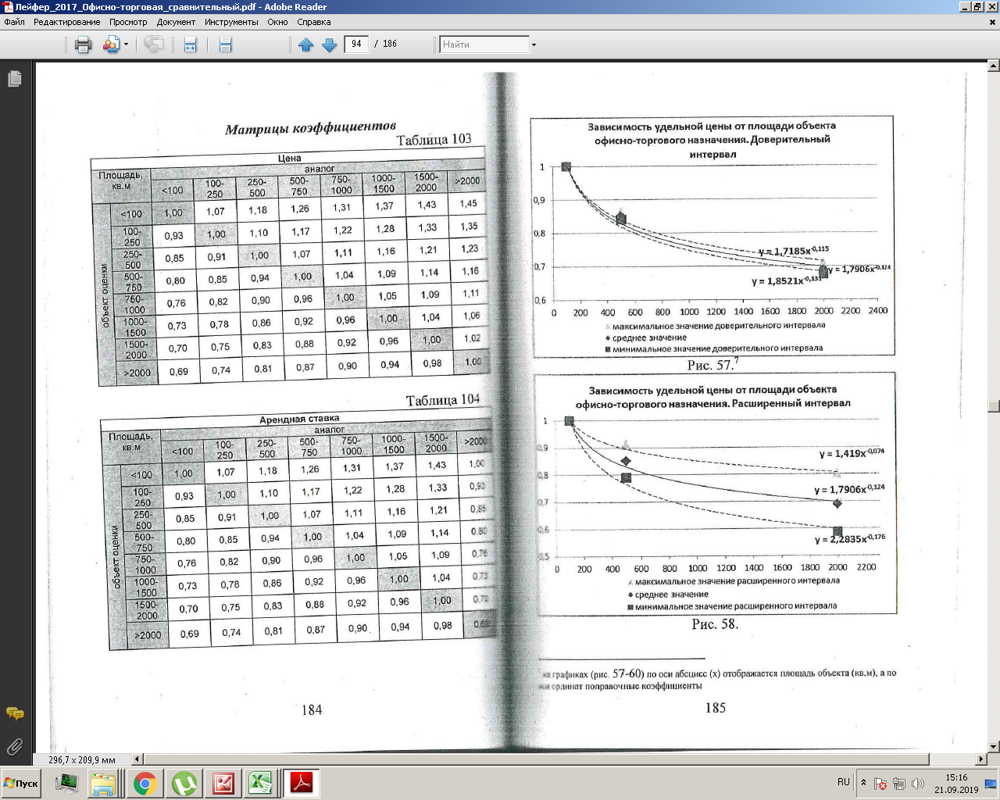 Лейфер_2017_Офисно-торговая_сравнительный.pdf - Adobe Reader
Файл Редактирование Просмотр Документ Инструменты Окно Справка
94 / 186 Найти
Матрицы коэффициентов
Таблица 103
Цена
Площадь, кв.м аналог
<100 100-250 250-500 500-750 750-1000 1000-1500 1500-2000 >2000
объект оценки
<100 1,00 1,07 1,18 1,26 1,31 1,37 1,43 1,45
100-250 0,93 1,00 1,10 1,17 1,22 1,28 1,33 1,35
250-500 0,85 0,91 1,00 1,07 1,11 1,16 1,21 1,23
500-750 0,80 0,85 0,94 1,00 1,04 1,09 1,14 1,16
750-1000 0,76 0,82 0,90 0,96 1,00 1,05 1,09 1,11
1000-1500 0,73 0,78 0,86 0,92 0,96 1,00 1,04 1,06
1500-2000 0,70 0,75 0,83 0,88 0,92 0,96 1,00 1,02
>2000 0,69 0,74 0,81 0,87 0,90 0,94 0,98 1,00
Таблица 104
Арендная ставка
Площадь, кв.м аналог
<100 100-250 250-500 500-750 750-1000 1000-1500 1500-2000 >2000
объект оценки
<100 1,00 1,07 1,18 1,26 1,31 1,37 1,43 1,00
100-250 0,93 1,00 1,10 1,17 1,22 1,28 1,33 0,93
250-500 0,85 0,91 1,00 1,07 1,11 1,16 1,21 0,85
500-750 0,80 0,85 0,94 1,00 1,04 1,09 1,14 0,80
750-1000 0,76 0,82 0,90 0,96 1,00 1,05 1,09 0,76
1000-1500 0,73 0,78 0,86 0,92 0,96 1,00 1,04 0,73
1500-2000 0,70 0,75 0,83 0,88 0,92 0,96 1,00 0,70
>2000 0,69 0,74 0,81 0,87 0,90 0,94 0,98
184
Зависимость удельной цены от площади объекта
офисно-торгового назначения. Доверительный
интервал
1
0,9
0,8
0,7
0,6
y = 1,7185x^-0,115
y = 1,7906x^-0,124
y = 1,8521x^-0,131
0 200 400 600 800 1000 1200 1400 1600 1800 2000 2200 2400
максимальное значение доверительного интервала
среднее значение
минимальное значение доверительного интервала
Рис. 57.7
Зависимость удельной цены от площади объекта
офисно-торгового назначения. Расширенный интервал
1
0,9
0,8
0,7
0,6
0,5
y = 1,419x^-0,074
y = 1,7906x^-0,124
y = 2,2835x^-0,176
0 200 400 600 800 1000 1200 1400 1600 1800 2000 2200
максимальное значение расширенного интервала
среднее значение
минимальное значение расширенного интервала
Рис. 58.
графиках (рис. 57-60) по оси абсцисс (x) отображается площадь объекта (кв.м), а по
ординат поправочные коэффициенты
185
296,7 x 209,9 мм
Пуск RU 15:16
21.09.2019